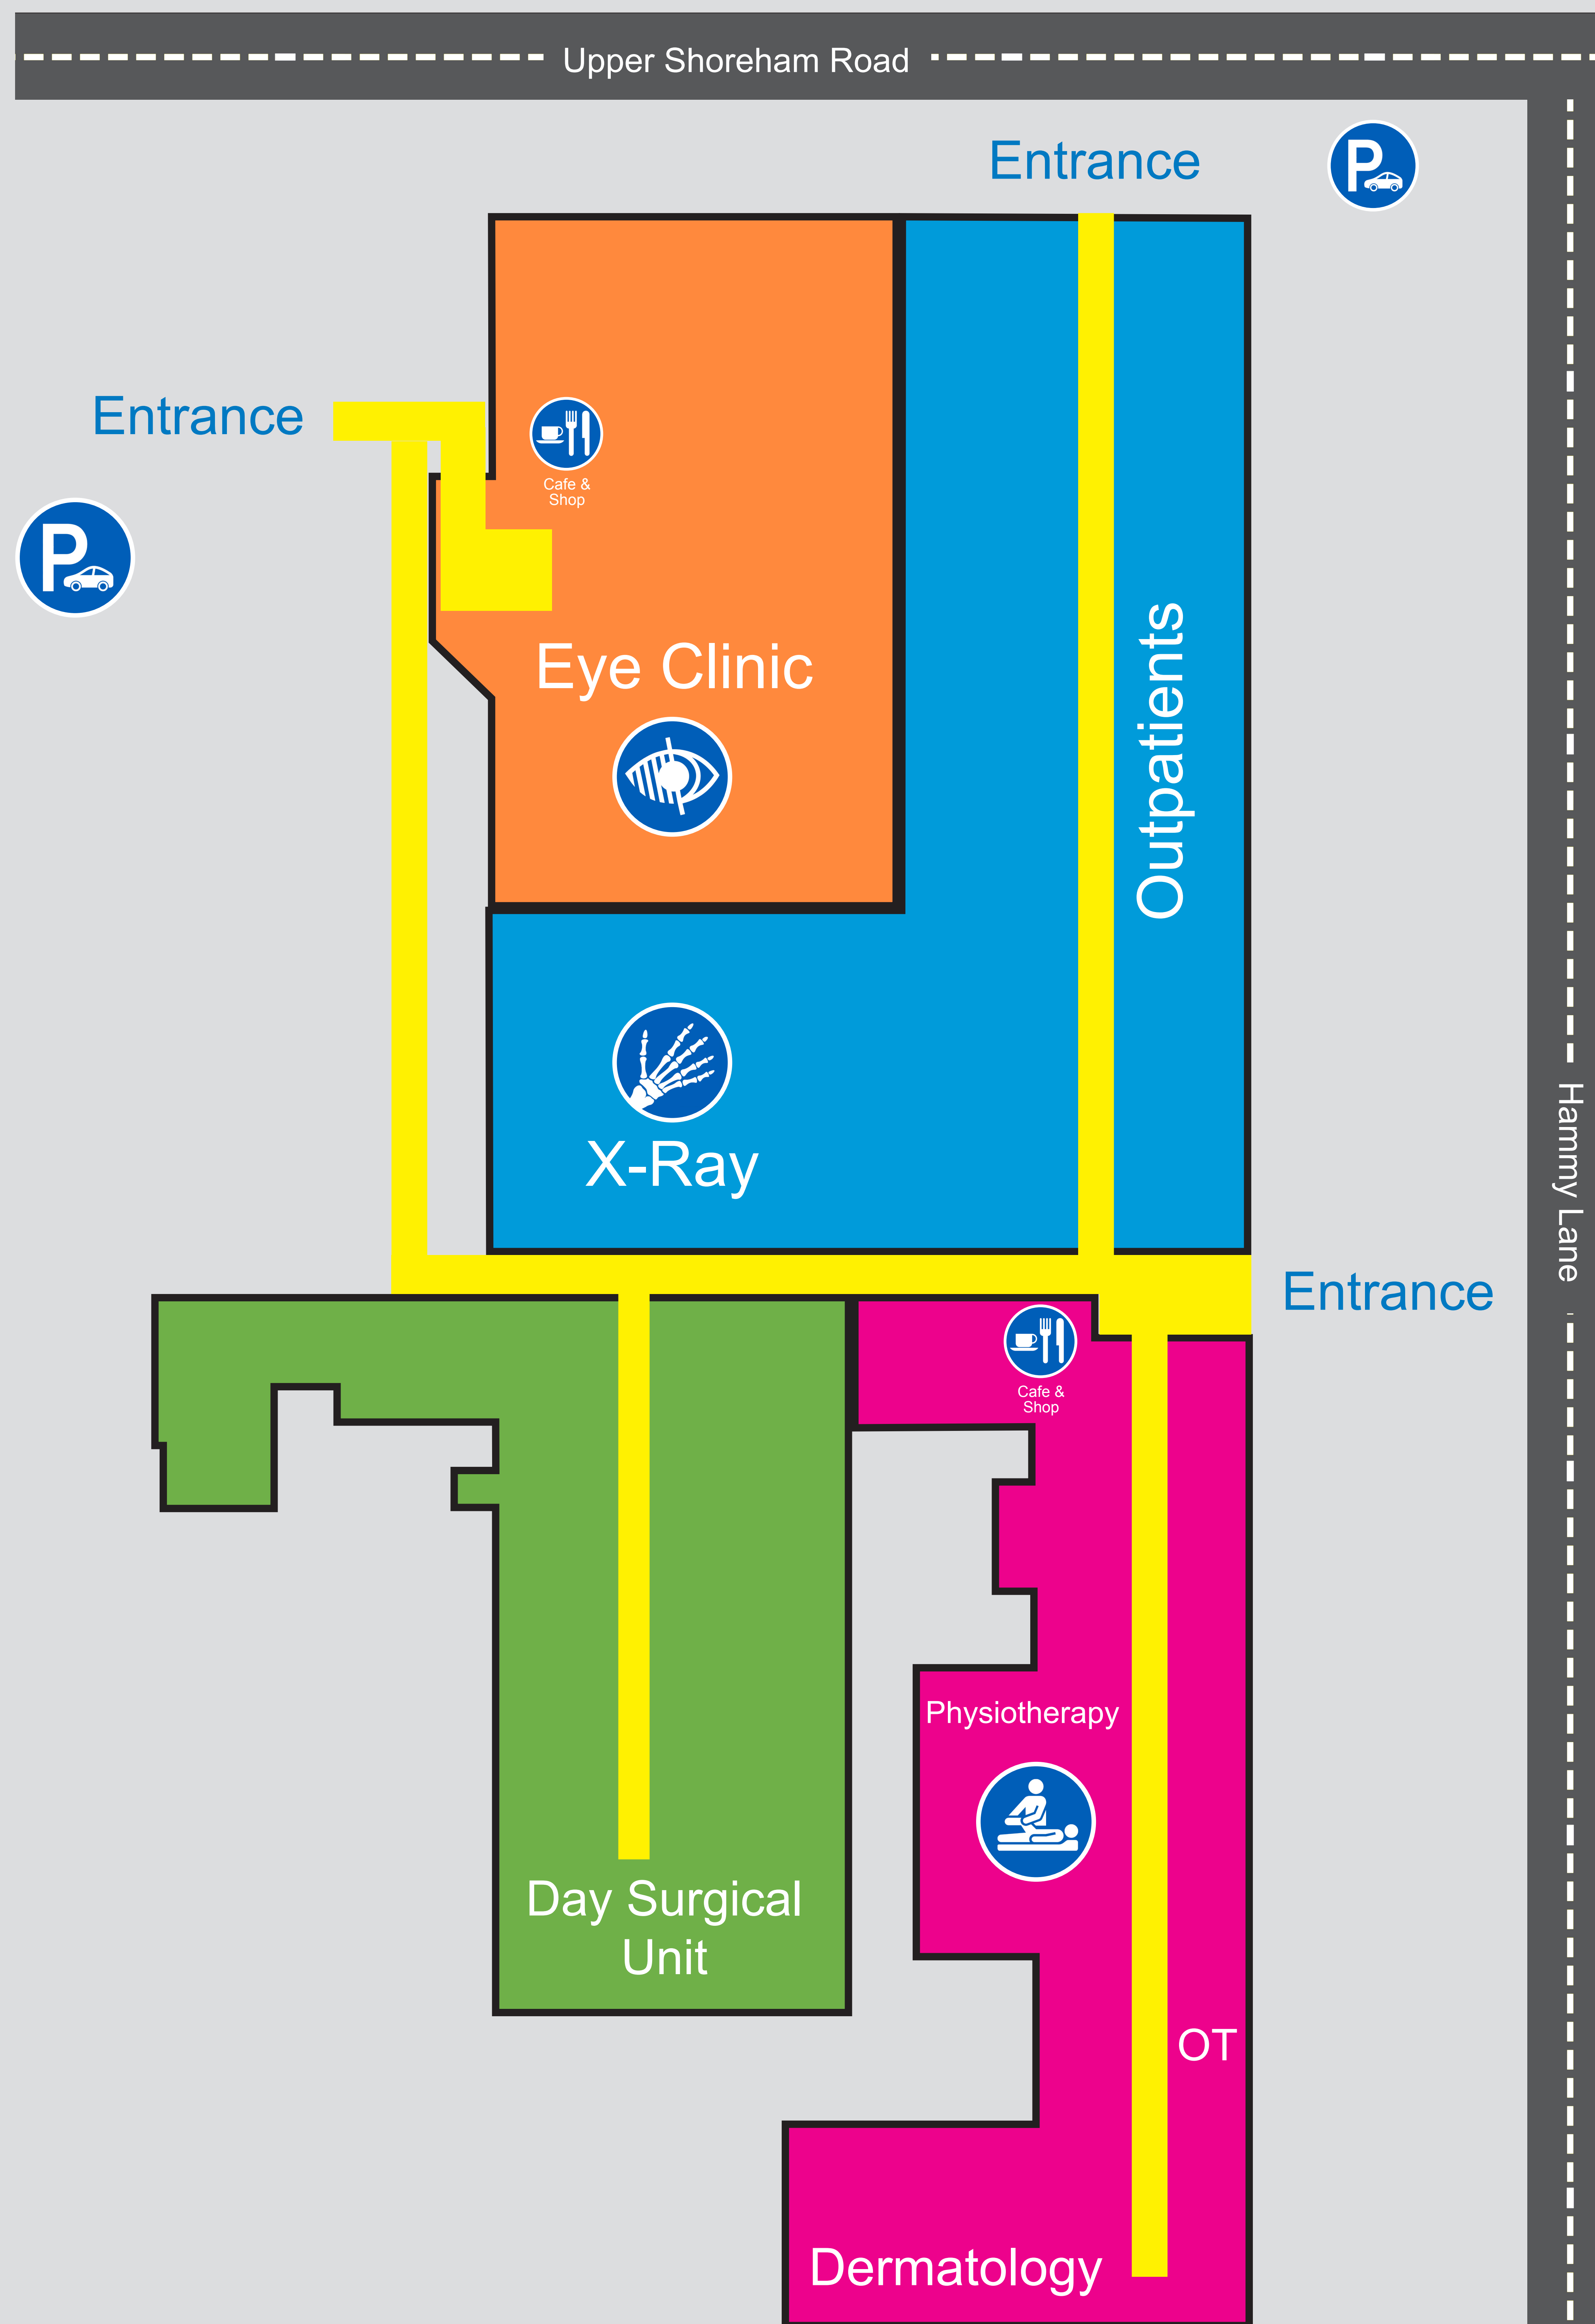 Upper Shoreham Road
Entrance
P
Entrance
Cafe &
Shop
P
Eye Clinic
Outpatients
X-Ray
Hammy Lane
Entrance
Cafe &
Shop
Physiotherapy
Day Surgical
Unit
OT
Dermatology